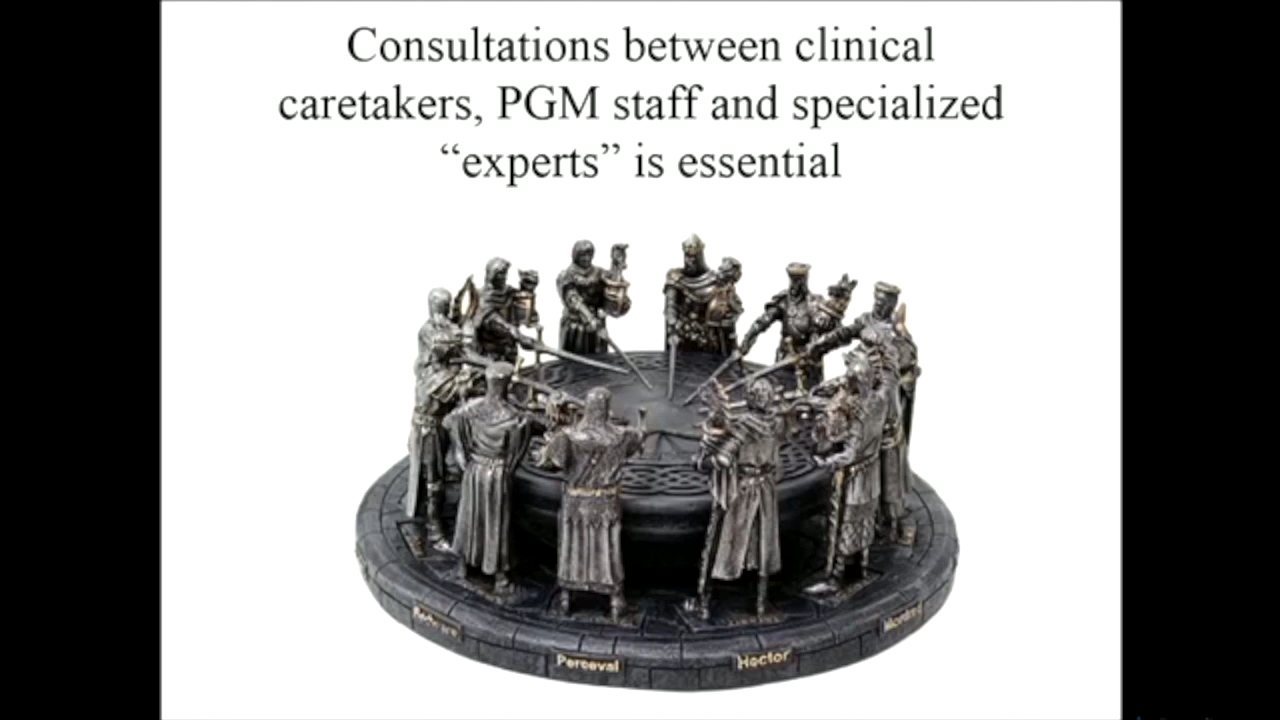 Consultations between clinical
caretakers, PGM staff and specialized
“experts” is essential
Perceval
Hector